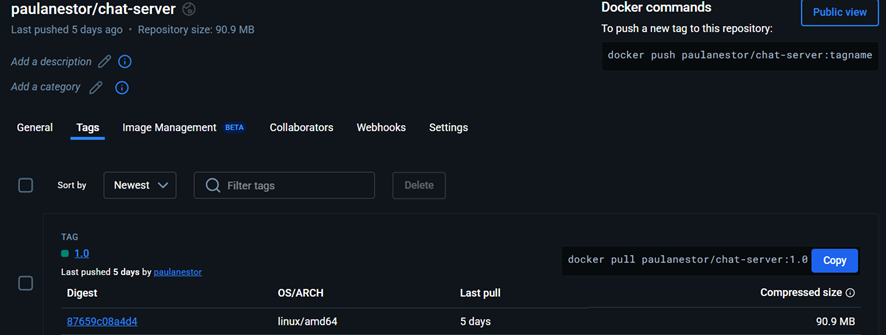 paulanestor/chat-server
Last pushed 5 days ago • Repository size: 90.9 MB
Add a description
Add a category
Docker commands
Public view
To push a new tag to this repository:
docker push paulanestor/chat-server:tagname
General Tags Image Management BETA Collaborators Webhooks Settings
Sort by Newest Filter tags Delete
TAG
1.0
Last pushed 5 days by paulanestor
docker pull paulanestor/chat-server:1.0 Copy
Digest OS/ARCH Last pull Compressed size
87659c08a4d4 linux/amd64 5 days 90.9 MB